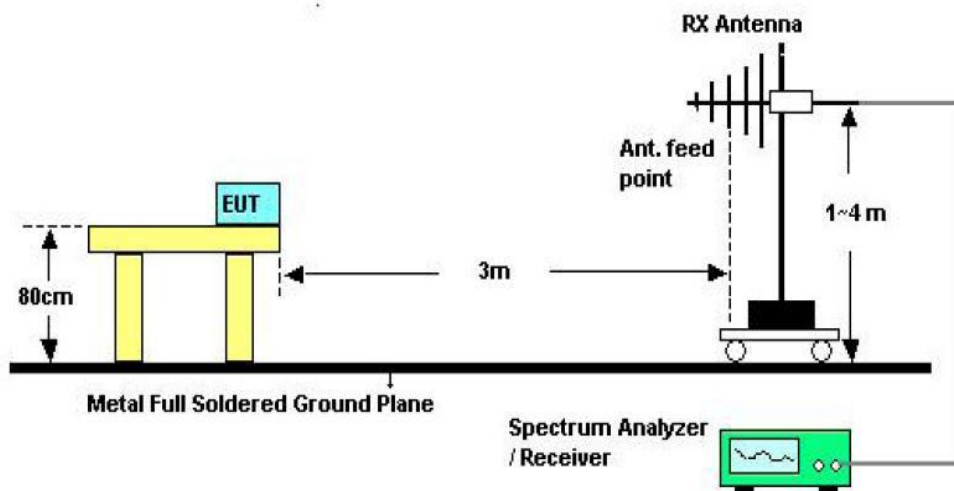 RX Antenna
Ant. feed
point
EUT
1~4 m
3m
80cm
Metal Full Soldered Ground Plane
Spectrum Analyzer
/ Receiver